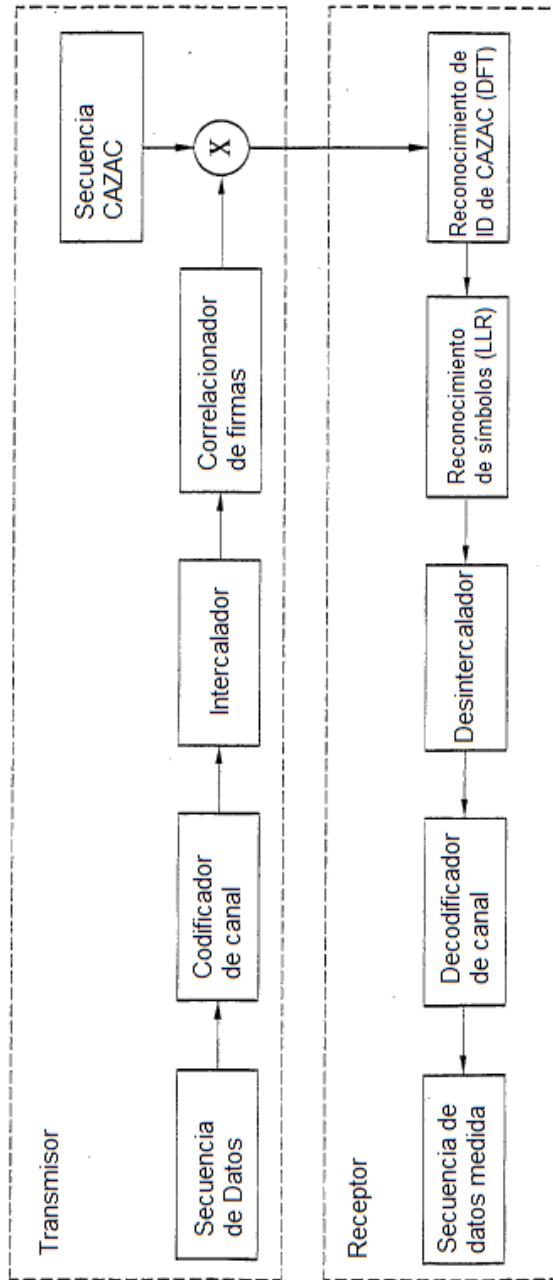 Transmisor
Secuencia
de Datos
Codificador
de canal
Intercalador
Correlacionador
de firmas
Secuencia
CAZAC
X
Receptor
Secuencia de
datos medida
Decodificador
de canal
Desintercalador
Reconocimiento
de símbolos (LLR)
Reconocimiento de
ID de CAZAC (DFT)